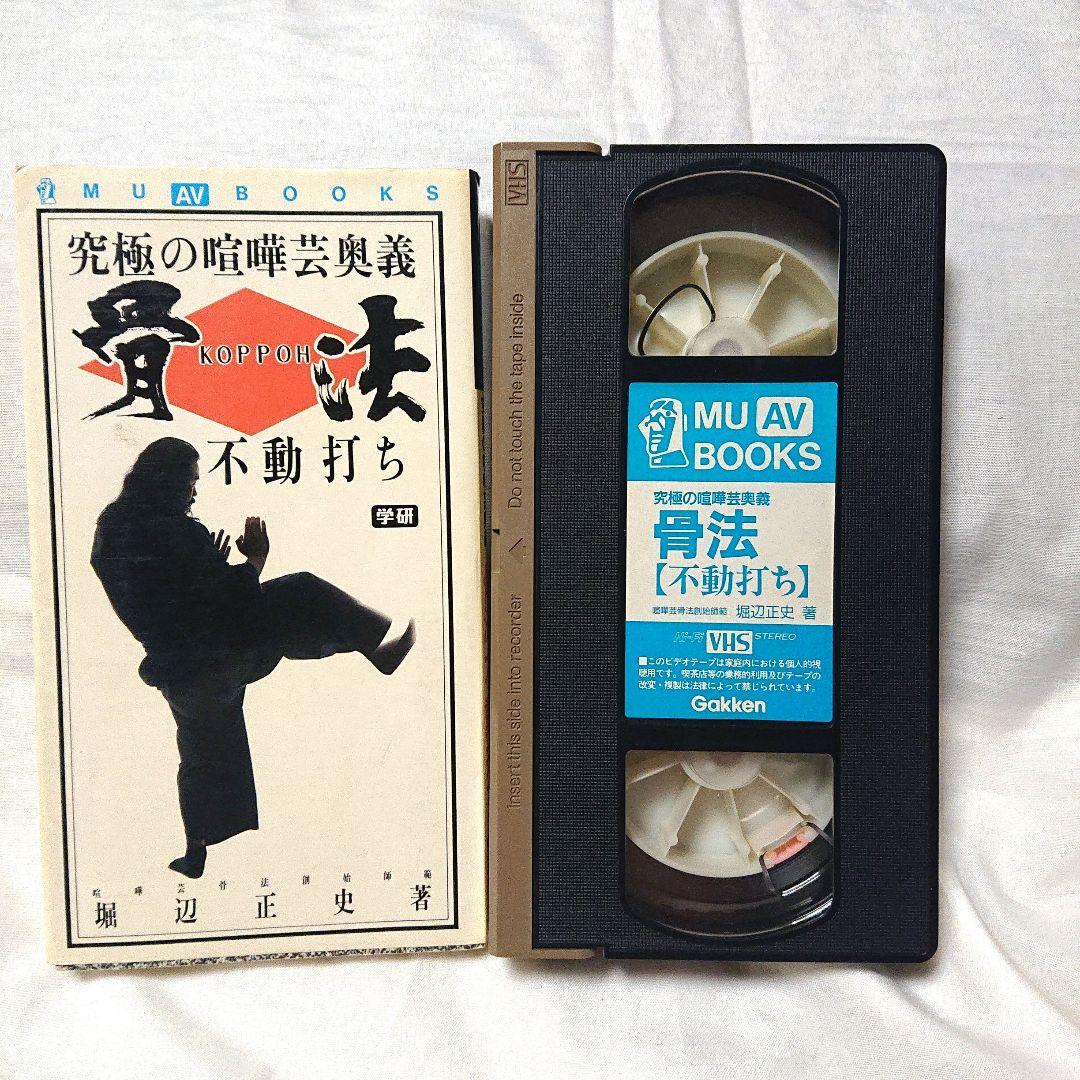 MU AV BOOKS
究極の喧嘩芸奥義
骨法
KOPPOH
不動打ち
学研
喧嘩芸骨法創始師範
堀辺正史著
VHS
Do not touch the tape inside
Insert this side into recorder
MU AV
BOOKS
究極の喧嘩芸奥義
骨法
【不動打ち】
喧嘩芸骨法創始師範 堀辺正史 著
Hi-Fi VHS STEREO
■このビデオテープは家庭内における個人的視
聴用です。喫茶店等の業務的利用及びテープの
改変・複製は法律によって禁じられています。
Gakken